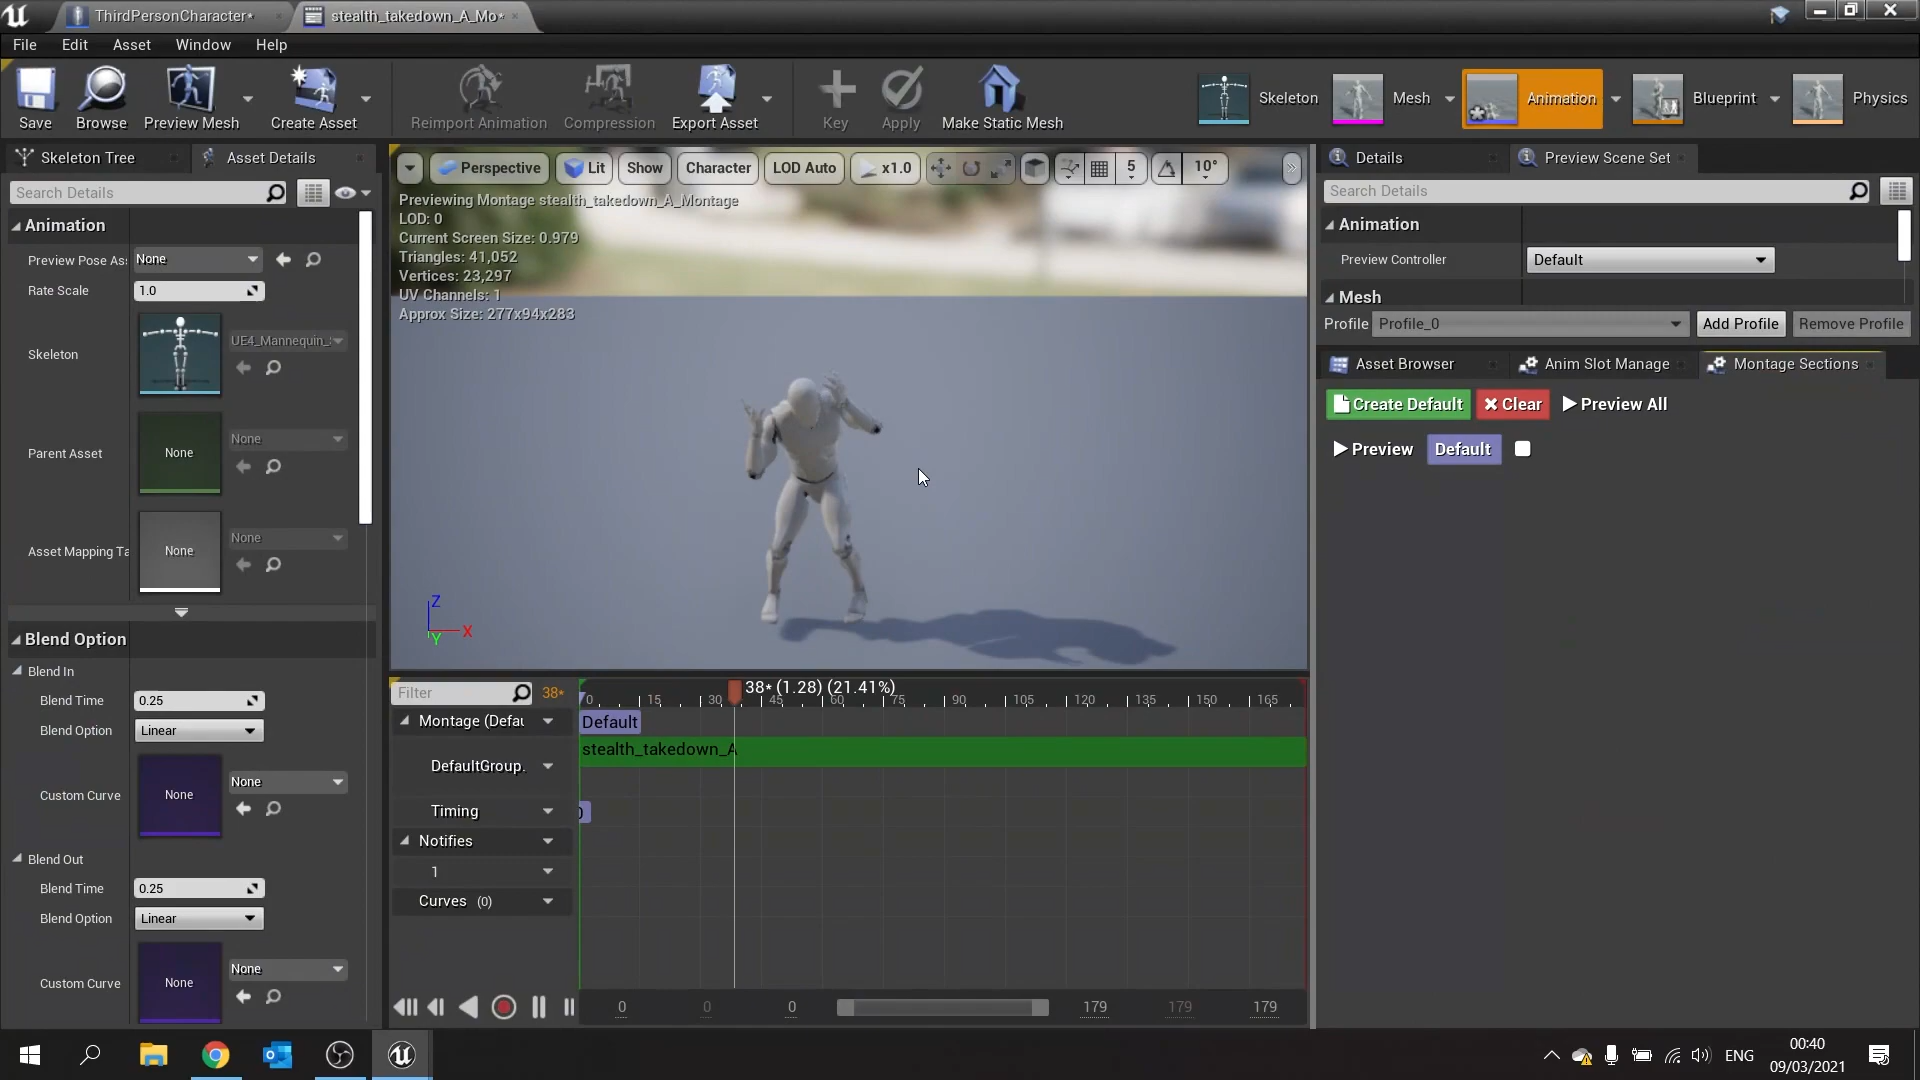 ThirdPersonCharacter*
stealth_takedown_A_Mo*
File Edit Asset Window Help
Save
Browse
Preview Mesh
Create Asset
Reimport Animation
Compression
Export Asset
Key
Apply
Make Static Mesh
Skeleton
Mesh
Animation
Blueprint
Physics
Skeleton Tree
Asset Details
Search Details
Animation
Preview Pose As
None
Rate Scale
1.0
Skeleton
UE4_Mannequin_
Parent Asset
None
None
Asset Mapping Ta
None
None
Blend Option
Blend In
Blend Time
0.25
Blend Option
Linear
Custom Curve
None
None
Blend Out
Blend Time
0.25
Blend Option
Linear
Custom Curve
None
None
Perspective
Lit
Show
Character
LOD Auto
x1.0
5
10°
Previewing Montage stealth_takedown_A_Montage
LOD: 0
Current Screen Size: 0.979
Triangles: 41,052
Vertices: 23,297
UV Channels: 1
Approx Size: 277x94x283
Z
X
Y
Filter
38*
38* (1.28) (21.41%)
0 15 30 45 60 75 90 105 120 135 150 165
Montage (Defau
Default
stealth_takedown_A
DefaultGroup.
Timing
Notifies
1
Curves (0)
0 0 0 179 179 179
Details
Preview Scene Set
Search Details
Animation
Preview Controller
Default
Mesh
Profile
Profile_0
Add Profile
Remove Profile
Asset Browser
Anim Slot Manage
Montage Sections
Create Default
Clear
Preview All
Preview
Default
ENG
00:40
09/03/2021